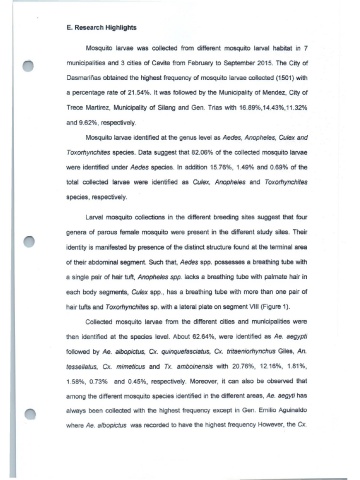 E. Research Highlights
Mosquito larvae was collected from different mosquito larval habitat in 7
municipalities and 3 cities of Cavite from February to September 2015. The City of
Dasmariñas obtained the highest frequency of mosquito larvae collected (1501) with
a percentage rate of 21.54%. It was followed by the Municipality of Mendez, City of
Trece Martirez, Municipality of Silang and Gen. Trias with 16.89%,14.43%,11.32%
and 9.62%, respectively.
Mosquito larvae identified at the genus level as Aedes, Anopheles, Culex and
Toxorhynchites species. Data suggest that 82.06% of the collected mosquito larvae
were identified under Aedes species. In addition 15.76%, 1.49% and 0.69% of the
total collected larvae were identified as Culex, Anopheles and Toxorhynchites
species, respectively.
Larval mosquito collections in the different breeding sites suggest that four
genera of parous female mosquito were present in the different study sites. Their
identity is manifested by presence of the distinct structure found at the terminal area
of their abdominal segment. Such that, Aedes spp. possesses a breathing tube with
a single pair of hair tuft, Anopheles spp. lacks a breathing tube with palmate hair in
each body segments, Culex spp., has a breathing tube with more than one pair of
hair tufts and Toxorhynchites sp. with a lateral plate on segment VIII (Figure 1).
Collected mosquito larvae from the different cities and municipalities were
then identified at the species level. About 62.64%, were identified as Ae. aegypti
followed by Ae. albopictus, Cx. quinquefasciatus, Cx. tritaeniorhynchus Giles, An.
tessellatus, Cx. mimeticus and Tx. amboinensis with 20.76%, 12.16%, 1.81%,
1.58%, 0.73% and 0.45%, respectively. Moreover, it can also be observed that
among the different mosquito species identified in the different areas, Ae. aegyti has
always been collected with the highest frequency except in Gen. Emilio Aguinaldo
where Ae. albopictus was recorded to have the highest frequency However, the Cx.